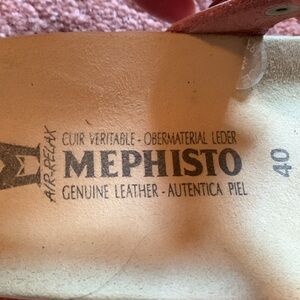 AIR-RELAX
CUIR VERITABLE - OBERMATERIAL LEDER
MEPHISTO
GENUINE LEATHER - AUTENTICA PIEL
40